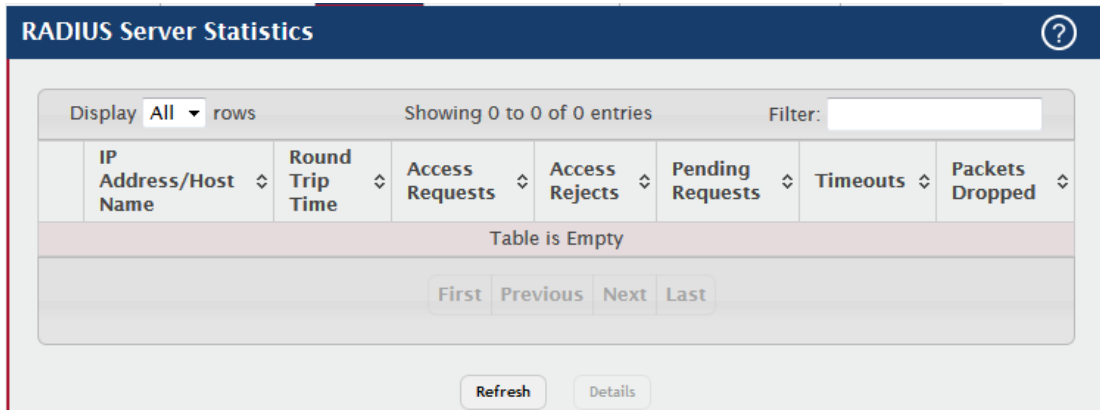 RADIUS Server Statistics
?
Display All rows Showing 0 to 0 of 0 entries Filter:
IP Address/Host Name Round Trip Time Access Requests Access Rejects Pending Requests Timeouts Packets Dropped
Table is Empty
First Previous Next Last
Refresh Details